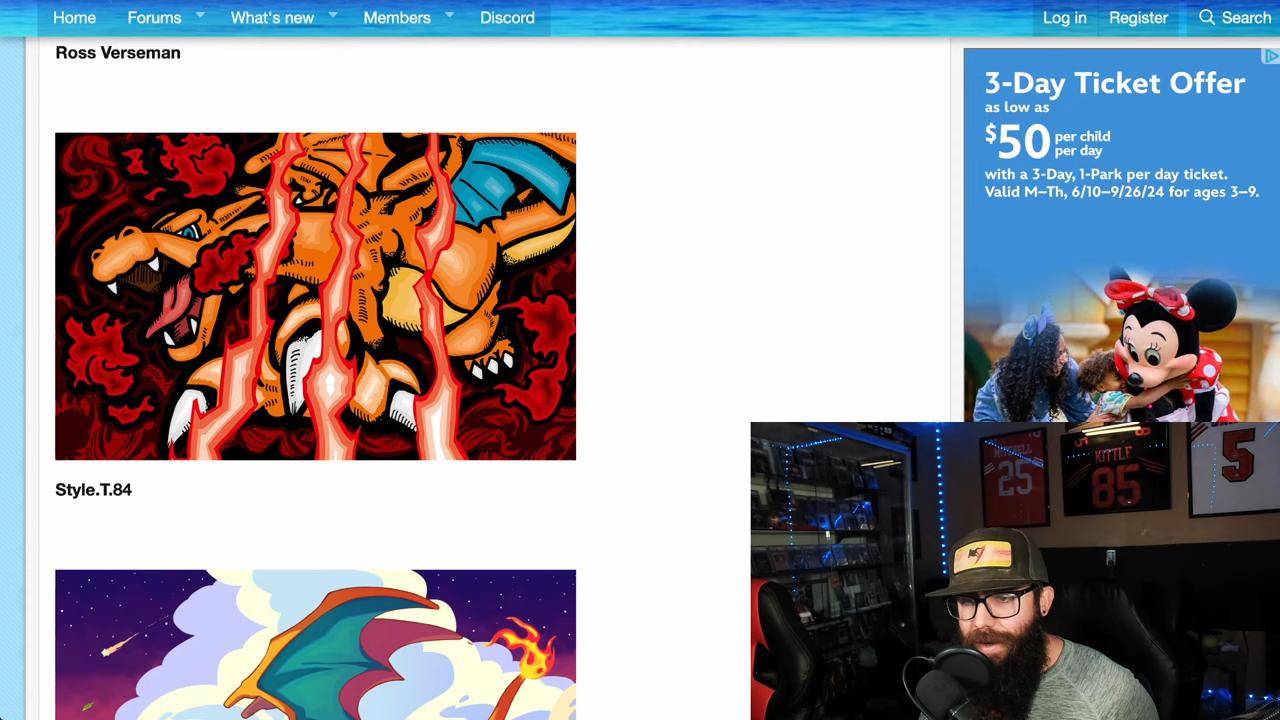 Home Forums What's new Members Discord Log in Register Search
Ross Verseman
3-Day Ticket Offer
as low as
$50 per child
per day
with a 3-Day, 1-Park per day ticket.
Valid M–Th, 6/10–9/26/24 for ages 3–9.
Style.T.84
25
KITTLE
85
5